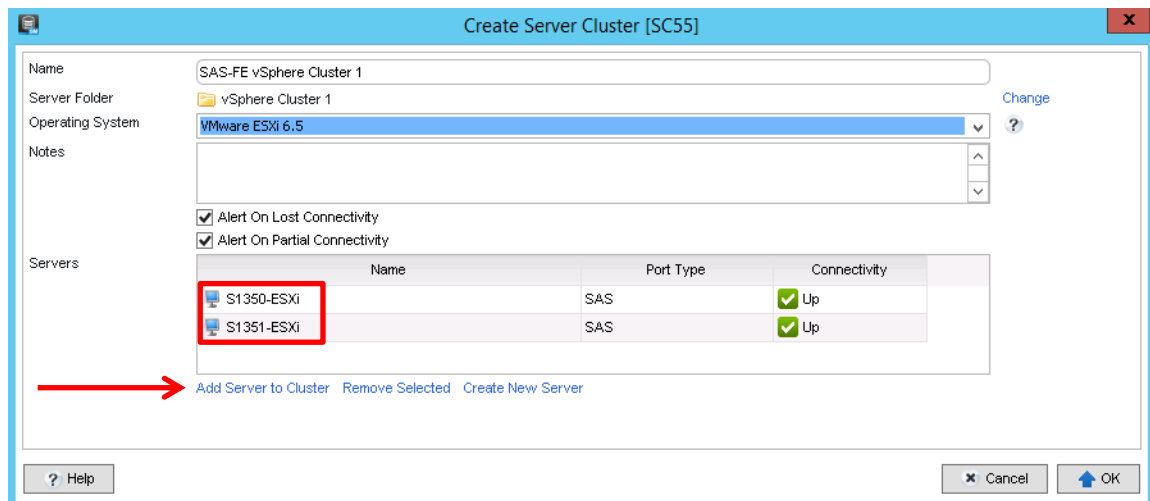 Create Server Cluster [SC55]
x
Name SAS-FE vSphere Cluster 1
Server Folder vSphere Cluster 1 Change
Operating System VMware ESXi 6.5 ?
Notes
Alert On Lost Connectivity
Alert On Partial Connectivity
Servers
Name Port Type Connectivity
S1350-ESXi SAS Up
S1351-ESXi SAS Up
Add Server to Cluster Remove Selected Create New Server
? Help Cancel OK